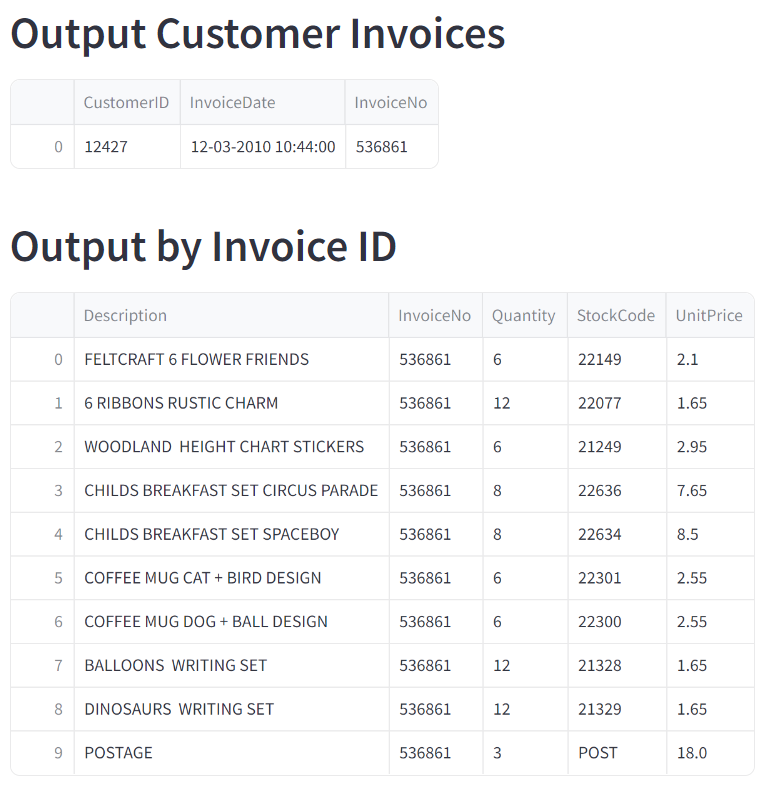 Output Customer Invoices
CustomerID InvoiceDate InvoiceNo
0 12427 12-03-2010 10:44:00 536861
Output by Invoice ID
Description InvoiceNo Quantity StockCode UnitPrice
0 FELTCRAFT 6 FLOWER FRIENDS 536861 6 22149 2.1
1 6 RIBBONS RUSTIC CHARM 536861 12 22077 1.65
2 WOODLAND  HEIGHT CHART STICKERS 536861 6 21249 2.95
3 CHILDS BREAKFAST SET CIRCUS PARADE 536861 8 22636 7.65
4 CHILDS BREAKFAST SET SPACEBOY 536861 8 22634 8.5
5 COFFEE MUG CAT + BIRD DESIGN 536861 6 22301 2.55
6 COFFEE MUG DOG + BALL DESIGN 536861 6 22300 2.55
7 BALLOONS  WRITING SET 536861 12 21328 1.65
8 DINOSAURS  WRITING SET 536861 12 21329 1.65
9 POSTAGE 536861 3 POST 18.0